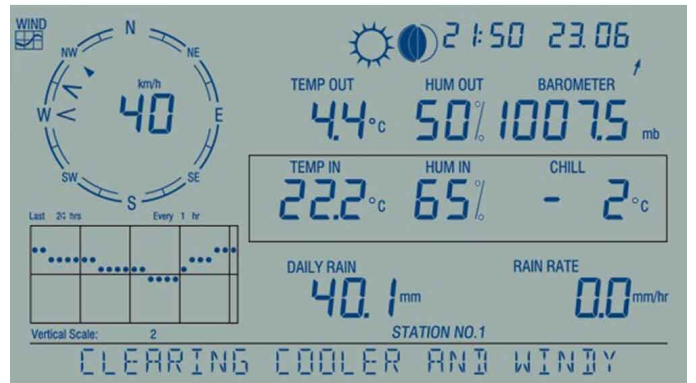 WIND
N
NW
NE
km/h
40
W
E
SW
SE
S
21:50 23.06
TEMP OUT HUM OUT BAROMETER
4.4°C 50% 1007.5 mb
TEMP IN HUM IN CHILL
22.2°C 65% - 2°C
Last 24 hrs Every 1 hr
DAILY RAIN RAIN RATE
40.1 mm 0.0 mm/hr
Vertical Scale: 2
STATION NO.1
CLEARING COOLER AND WINDY